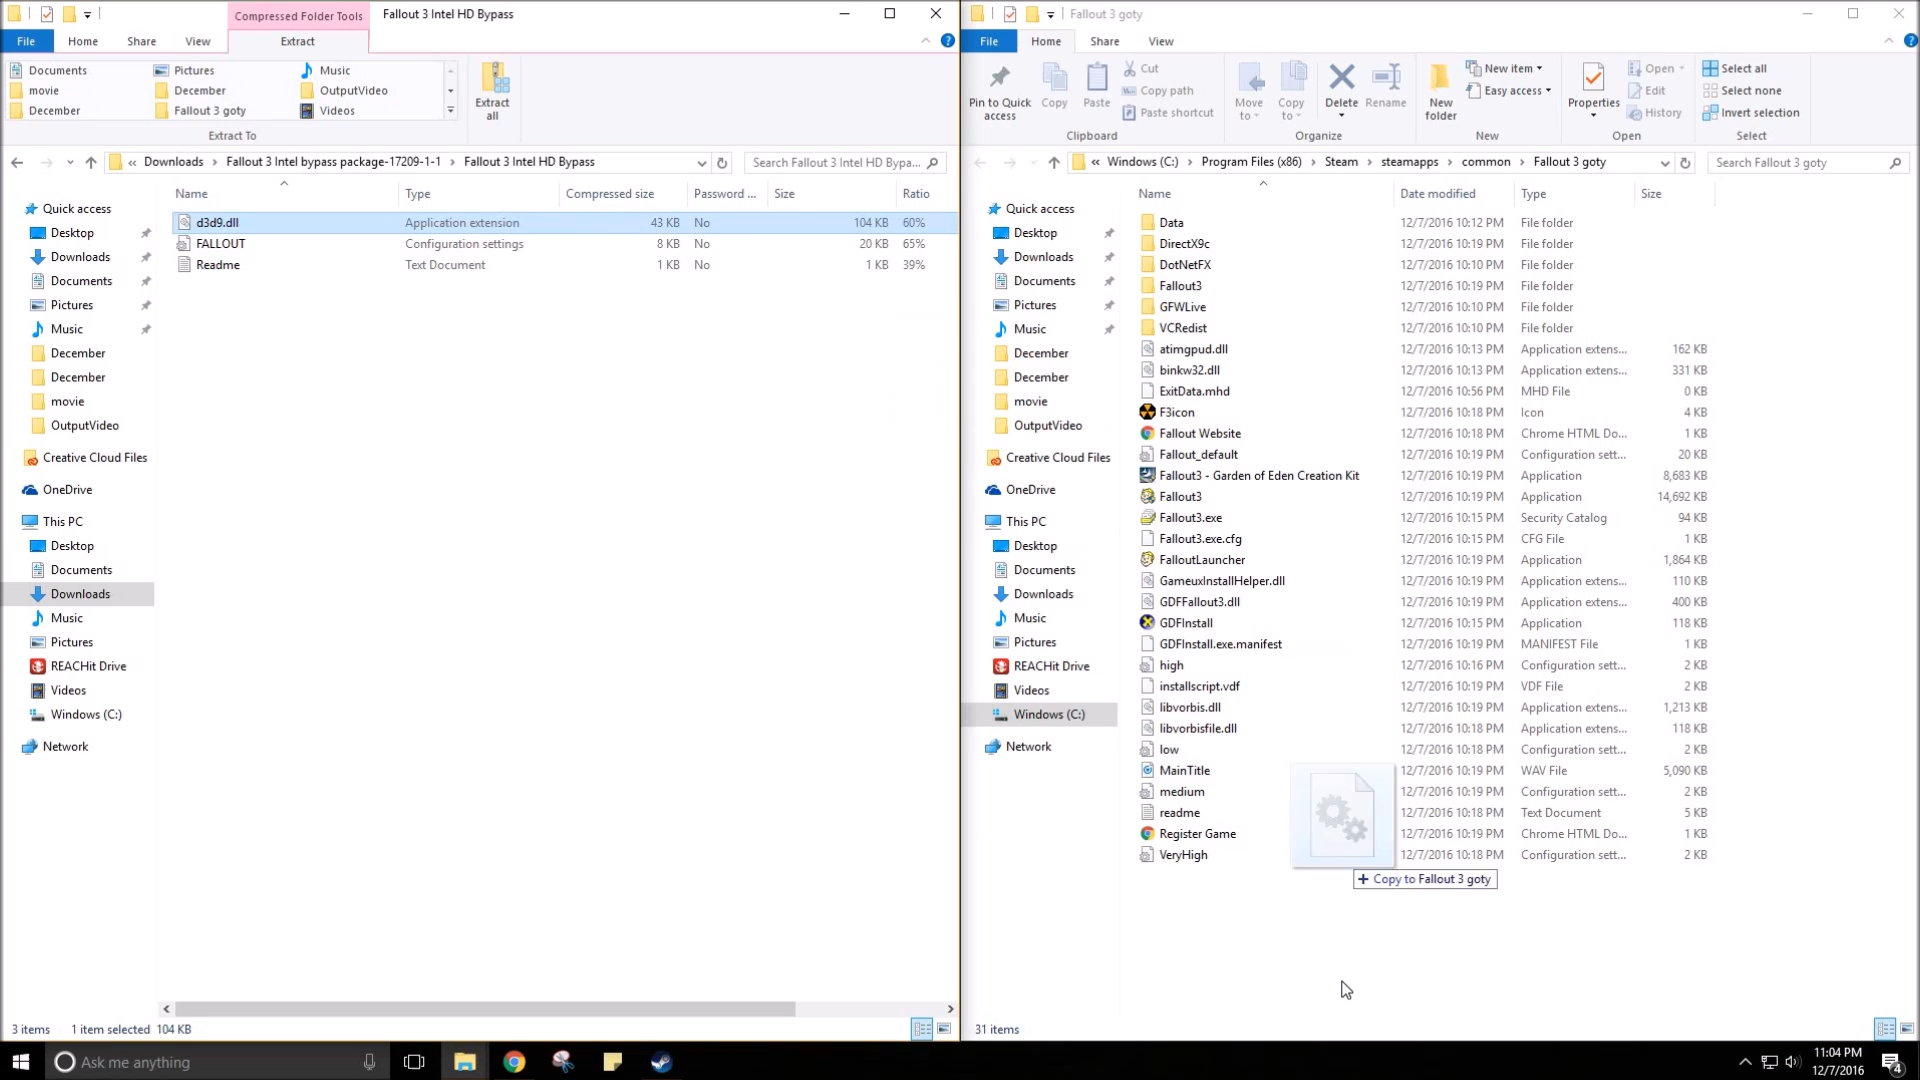 Compressed Folder Tools
Fallout 3 Intel HD Bypass
File
Home
Share
View
Extract
Documents
Pictures
Music
movie
December
OutputVideo
December
Fallout 3 goty
Videos
Extract all
Extract To
« Downloads > Fallout 3 Intel bypass package-17209-1-1 > Fallout 3 Intel HD Bypass
Search Fallout 3 Intel HD Bypa...
Name Type Compressed size Password ... Size Ratio
d3d9.dll Application extension 43 KB No 104 KB 60%
FALLOUT Configuration settings 8 KB No 20 KB 65%
Readme Text Document 1 KB No 1 KB 39%
Quick access
Desktop
Downloads
Documents
Pictures
Music
December
December
movie
OutputVideo
Creative Cloud Files
OneDrive
This PC
Desktop
Documents
Downloads
Music
Pictures
REACHit Drive
Videos
Windows (C:)
Network
3 items 1 item selected 104 KB
Fallout 3 goty
File
Home
Share
View
Pin to Quick access
Copy
Paste
Cut
Copy path
Paste shortcut
Clipboard
Move to
Copy to
Delete
Rename
Organize
New folder
New item
Easy access
New
Properties
Open
Edit
History
Open
Select all
Select none
Invert selection
Select
« Windows (C:) > Program Files (x86) > Steam > steamapps > common > Fallout 3 goty
Search Fallout 3 goty
Name Date modified Type Size
Data 12/7/2016 10:12 PM File folder
DirectX9c 12/7/2016 10:19 PM File folder
DotNetFX 12/7/2016 10:10 PM File folder
Fallout3 12/7/2016 10:19 PM File folder
GFWLive 12/7/2016 10:10 PM File folder
VCRedist 12/7/2016 10:10 PM File folder
atimgpud.dll 12/7/2016 10:13 PM Application extens... 162 KB
binkw32.dll 12/7/2016 10:13 PM Application extens... 331 KB
ExitData.mhd 12/7/2016 10:56 PM MHD File 0 KB
F3icon 12/7/2016 10:18 PM Icon 4 KB
Fallout Website 12/7/2016 10:18 PM Chrome HTML Do... 1 KB
Fallout_default 12/7/2016 10:19 PM Configuration sett... 20 KB
Fallout3 - Garden of Eden Creation Kit 12/7/2016 10:19 PM Application 8,683 KB
Fallout3 12/7/2016 10:19 PM Application 14,692 KB
Fallout3.exe 12/7/2016 10:15 PM Security Catalog 94 KB
Fallout3.exe.cfg 12/7/2016 10:15 PM CFG File 1 KB
FalloutLauncher 12/7/2016 10:19 PM Application 1,864 KB
GameuxInstallHelper.dll 12/7/2016 10:19 PM Application extens... 110 KB
GDFFallout3.dll 12/7/2016 10:19 PM Application extens... 400 KB
GDFInstall 12/7/2016 10:15 PM Application 118 KB
GDFInstall.exe.manifest 12/7/2016 10:19 PM MANIFEST File 1 KB
high 12/7/2016 10:16 PM Configuration sett... 2 KB
installscript.vdf 12/7/2016 10:19 PM VDF File 2 KB
libvorbis.dll 12/7/2016 10:19 PM Application extens... 1,213 KB
libvorbisfile.dll 12/7/2016 10:18 PM Application extens... 118 KB
low 12/7/2016 10:19 PM Configuration sett... 2 KB
MainTitle 12/7/2016 10:19 PM WAV File 5,090 KB
medium 12/7/2016 10:19 PM Configuration sett... 2 KB
readme 12/7/2016 10:18 PM Text Document 5 KB
Register Game 12/7/2016 10:19 PM Chrome HTML Do... 1 KB
VeryHigh 12/7/2016 10:18 PM Configuration sett... 2 KB
+ Copy to Fallout 3 goty
Quick access
Desktop
Downloads
Documents
Pictures
Music
December
December
movie
OutputVideo
Creative Cloud Files
OneDrive
This PC
Desktop
Documents
Downloads
Music
Pictures
REACHit Drive
Videos
Windows (C:)
Network
31 items
Ask me anything
11:04 PM
12/7/2016
4